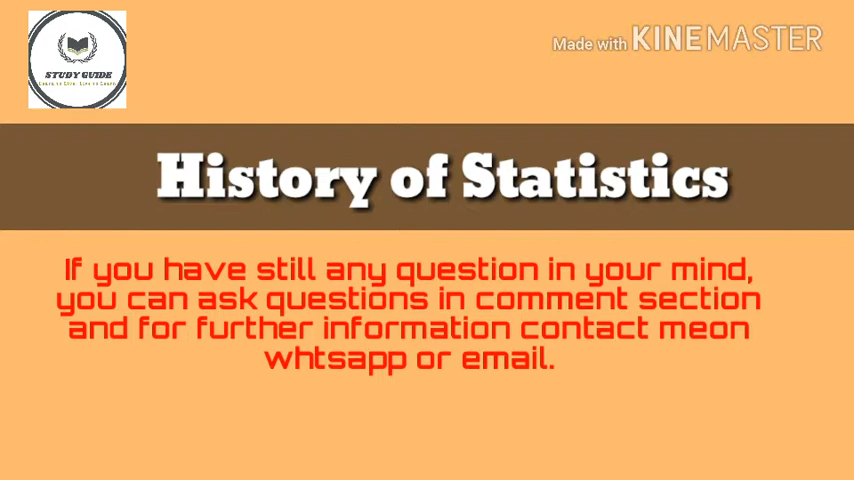 STUDY GUIDE
Made with KINEMASTER
History of Statistics
If you have still any question in your mind,
you can ask questions in comment section
and for further information contact meon
whtsapp or email.